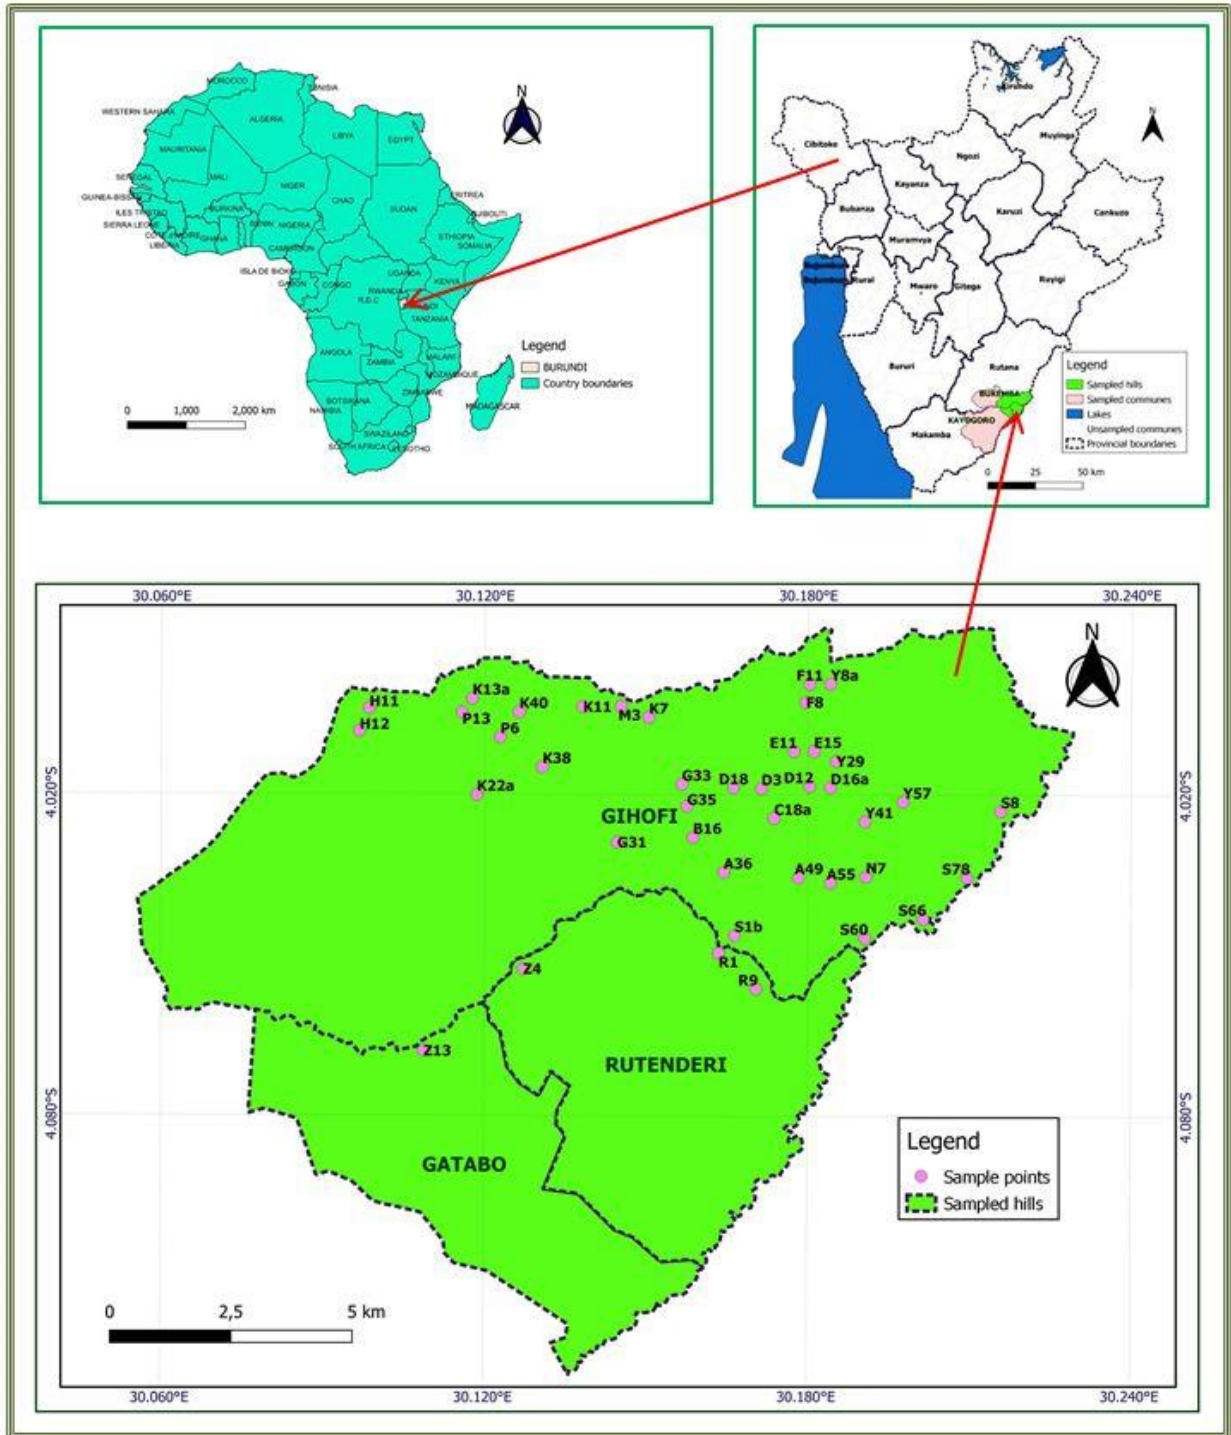 MOROCCO
TUNISIA
WESTERN SAHARA
ALGERIA
LIBYA
EGYPT
MAURITANIA
MALI
NIGER
SENEGAL
CHAD
SUDAN
ERITREA
GUINEA-BISSAU
BURKINA
DJIBOUTI
ILES TRISTAO
BENIN
NIGERIA
SIERRA LEONE
GHANA
ETHIOPIA
LIBERIA
CAMEROON
SOMALIA
ISLA DE BIOKO
GABON
CONGO
UGANDA
KENYA
RWANDA
R.D.C
TANZANIA
ANGOLA
ZAMBIA
MALAWI
MOZAMBIQUE
ZIMBABWE
BOTSWANA
NAMIBIA
MADAGASCAR
SWAZILAND
SOUTH AFRICA
LESOTHO
N
Legend
BURUNDI
Country boundaries
0 1,000 2,000 km
Kirundo
N
Muyinga
Cibitoke
Ngozi
Kayanza
Bubanza
Karuzi
Cankuzo
Muramvya
Rural
Mwaro
Gitega
Ruyigi
Bururi
Rutana
BUKEMBA
KAYOGORO
Makamba
Legend
Sampled hills
Sampled communes
Lakes
Unsampled communes
Provincial boundaries
0 25 50 km
30.060°E 30.120°E 30.180°E 30.240°E
N
F11 Y8a
K13a
H11 K40 K11 F8
P13 M3 K7
H12 P6
E11 E15
K38 Y29
G33 D18 D3 D12 D16a
K22a
Y57
G35 S8
GIHOFI C18a Y41
B16
G31
A36 A49 A55 N7 S78
S66
S1b S60
R1
Z4
R9
Z13
RUTENDERI
GATABO
4.020°S
4.080°S
4.020°S
4.080°S
Legend
Sample points
Sampled hills
0 2,5 5 km
30.060°E 30.120°E 30.180°E 30.240°E